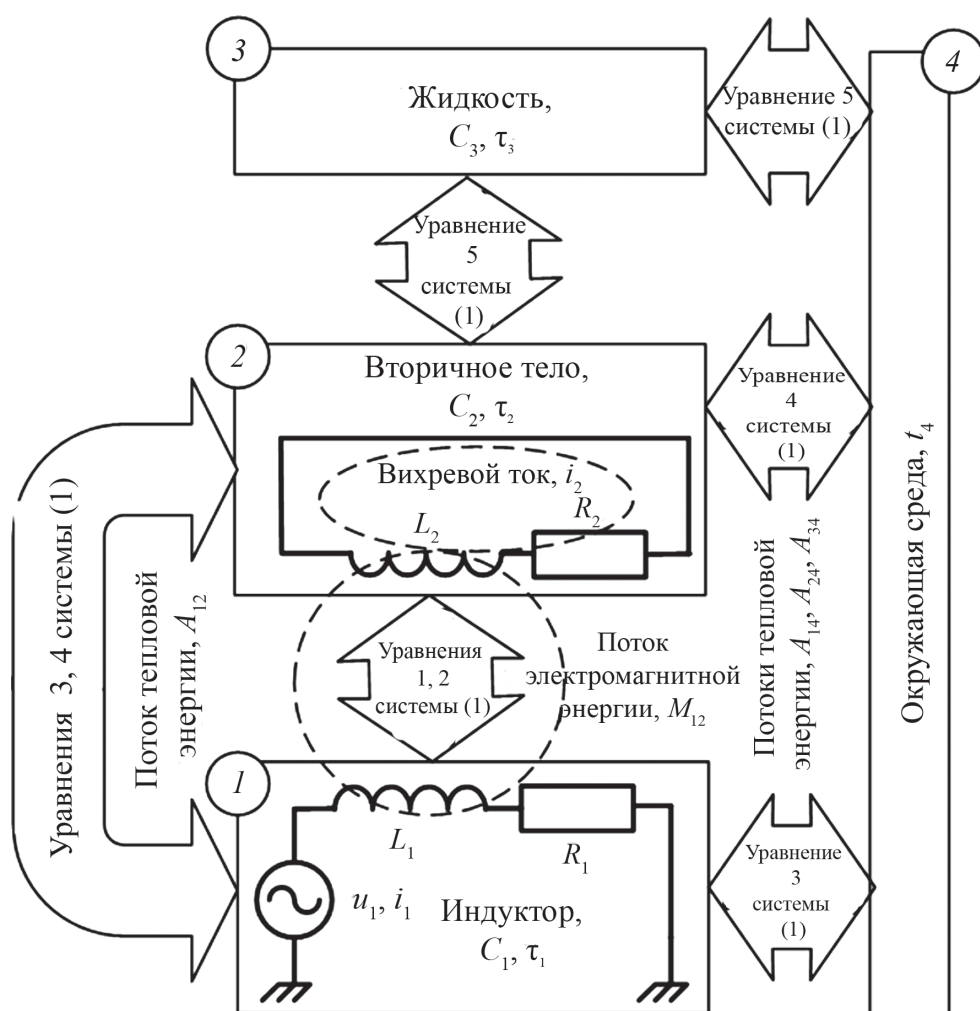 3
4
Жидкость,
C₃, τ₃
Уравнение 5
системы (1)
Уравнение
5
системы
(1)
2
Вторичное тело,
C₂, τ₂
Уравнение
4
системы
(1)
Вихревой ток, i₂
L₂
R₂
Уравнения 3, 4 системы (1)
Поток тепловой
энергии, A₁₂
Уравнения
1, 2
системы (1)
Поток
электромагнитной
энергии, M₁₂
Потоки тепловой
энергии, A₁₄, A₂₄, A₃₄
Окружающая среда, t₄
1
L₁
R₁
u₁, i₁
Индуктор,
C₁, τ₁
Уравнение
3
системы
(1)